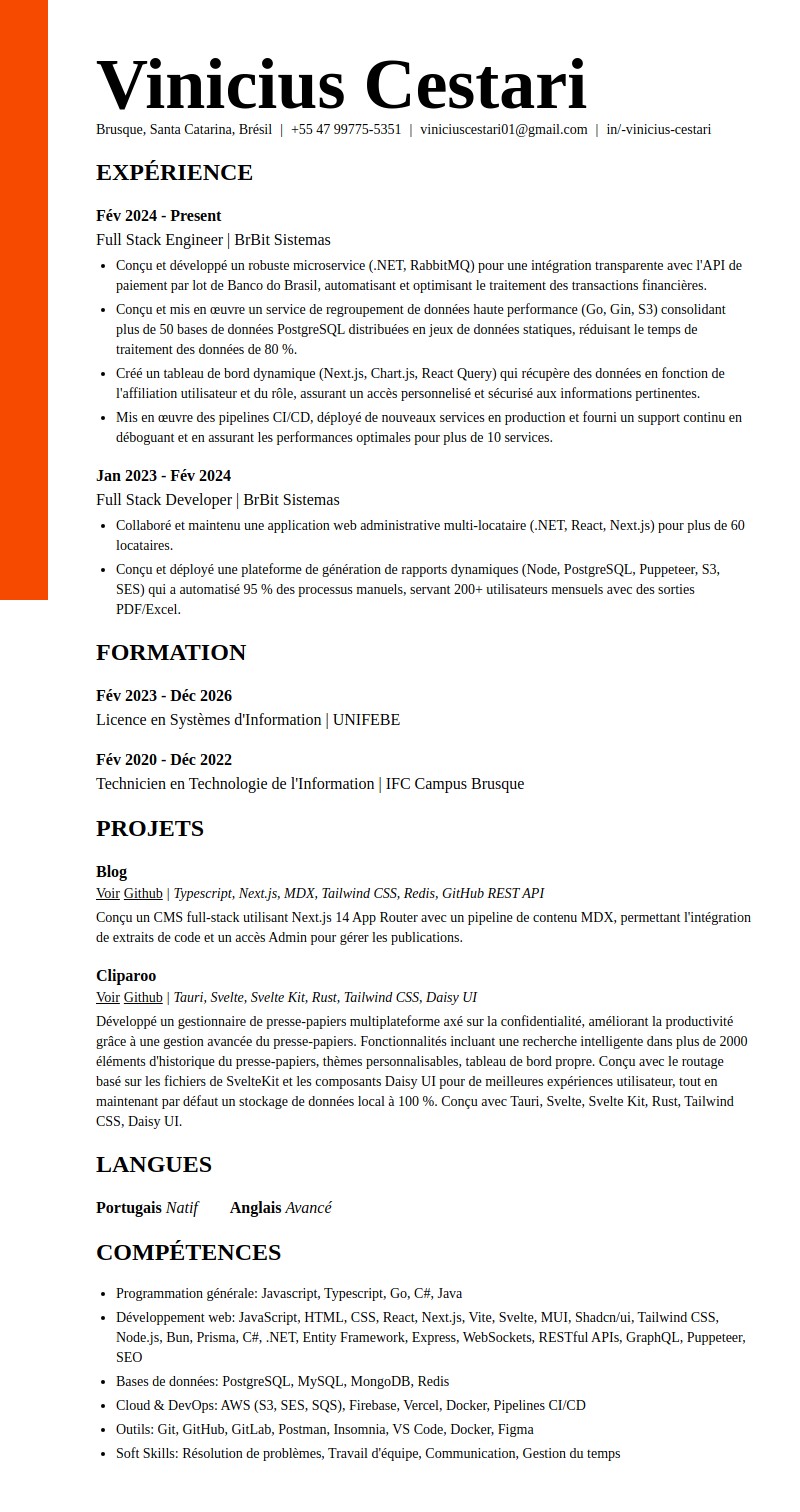 Vinicius Cestari
Brusque, Santa Catarina, Brésil | +55 47 99775-5351 | viniciuscestari01@gmail.com | in/-vinicius-cestari
EXPÉRIENCE
Fév 2024 - Present
Full Stack Engineer | BrBit Sistemas
• Conçu et développé un robuste microservice (.NET, RabbitMQ) pour une intégration transparente avec l'API de
paiement par lot de Banco do Brasil, automatisant et optimisant le traitement des transactions financières.
• Conçu et mis en œuvre un service de regroupement de données haute performance (Go, Gin, S3) consolidant
plus de 50 bases de données PostgreSQL distribuées en jeux de données statiques, réduisant le temps de
traitement des données de 80 %.
• Créé un tableau de bord dynamique (Next.js, Chart.js, React Query) qui récupère des données en fonction de
l'affiliation utilisateur et du rôle, assurant un accès personnelisé et sécurisé aux informations pertinentes.
• Mis en œuvre des pipelines CI/CD, déployé de nouveaux services en production et fourni un support continu en
déboguant et en assurant les performances optimales pour plus de 10 services.
Jan 2023 - Fév 2024
Full Stack Developer | BrBit Sistemas
• Collaboré et maintenu une application web administrative multi-locataire (.NET, React, Next.js) pour plus de 60
locataires.
• Conçu et déployé une plateforme de génération de rapports dynamiques (Node, PostgreSQL, Puppeteer, S3,
SES) qui a automatisé 95 % des processus manuels, servant 200+ utilisateurs mensuels avec des sorties
PDF/Excel.
FORMATION
Fév 2023 - Déc 2026
Licence en Systèmes d'Information | UNIFEBE
Fév 2020 - Déc 2022
Technicien en Technologie de l'Information | IFC Campus Brusque
PROJETS
Blog
Voir Github | Typescript, Next.js, MDX, Tailwind CSS, Redis, GitHub REST API
Conçu un CMS full-stack utilisant Next.js 14 App Router avec un pipeline de contenu MDX, permettant l'intégration
de extraits de code et un accès Admin pour gérer les publications.
Cliparoo
Voir Github | Tauri, Svelte, Svelte Kit, Rust, Tailwind CSS, Daisy UI
Développé un gestionnaire de presse-papiers multiplateforme axé sur la confidentialité, améliorant la productivité
grâce à une gestion avancée du presse-papiers. Fonctionnalités incluant une recherche intelligente dans plus de 2000
éléments d'historique du presse-papiers, thèmes personnalisables, tableau de bord propre. Conçu avec le routage
basé sur les fichiers de SvelteKit et les composants Daisy UI pour de meilleures expériences utilisateur, tout en
maintenant par défaut un stockage de données local à 100 %. Conçu avec Tauri, Svelte, Svelte Kit, Rust, Tailwind
CSS, Daisy UI.
LANGUES
Portugais Natif Anglais Avancé
COMPÉTENCES
• Programmation générale: Javascript, Typescript, Go, C#, Java
• Développement web: JavaScript, HTML, CSS, React, Next.js, Vite, Svelte, MUI, Shadcn/ui, Tailwind CSS,
Node.js, Bun, Prisma, C#, .NET, Entity Framework, Express, WebSockets, RESTful APIs, GraphQL, Puppeteer,
SEO
• Bases de données: PostgreSQL, MySQL, MongoDB, Redis
• Cloud & DevOps: AWS (S3, SES, SQS), Firebase, Vercel, Docker, Pipelines CI/CD
• Outils: Git, GitHub, GitLab, Postman, Insomnia, VS Code, Docker, Figma
• Soft Skills: Résolution de problèmes, Travail d'équipe, Communication, Gestion du temps